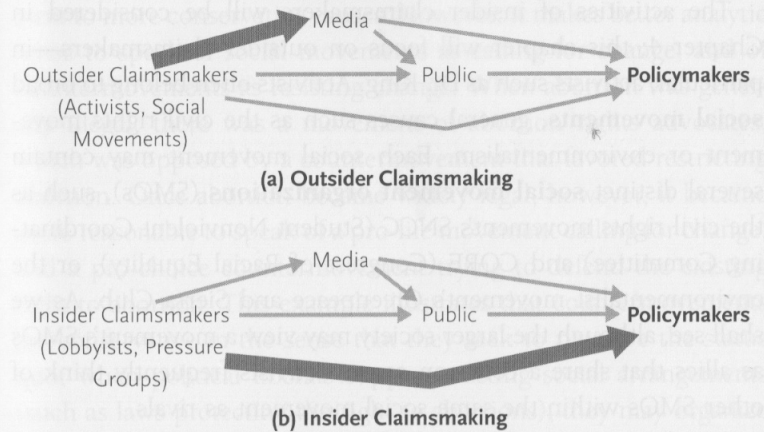 Media
Outsider Claimsmakers Public Policymakers
(Activists, Social
Movements)
(a) Outsider Claimsmaking
Media
Insider Claimsmakers Public Policymakers
(Lobbyists, Pressure
Groups)
(b) Insider Claimsmaking